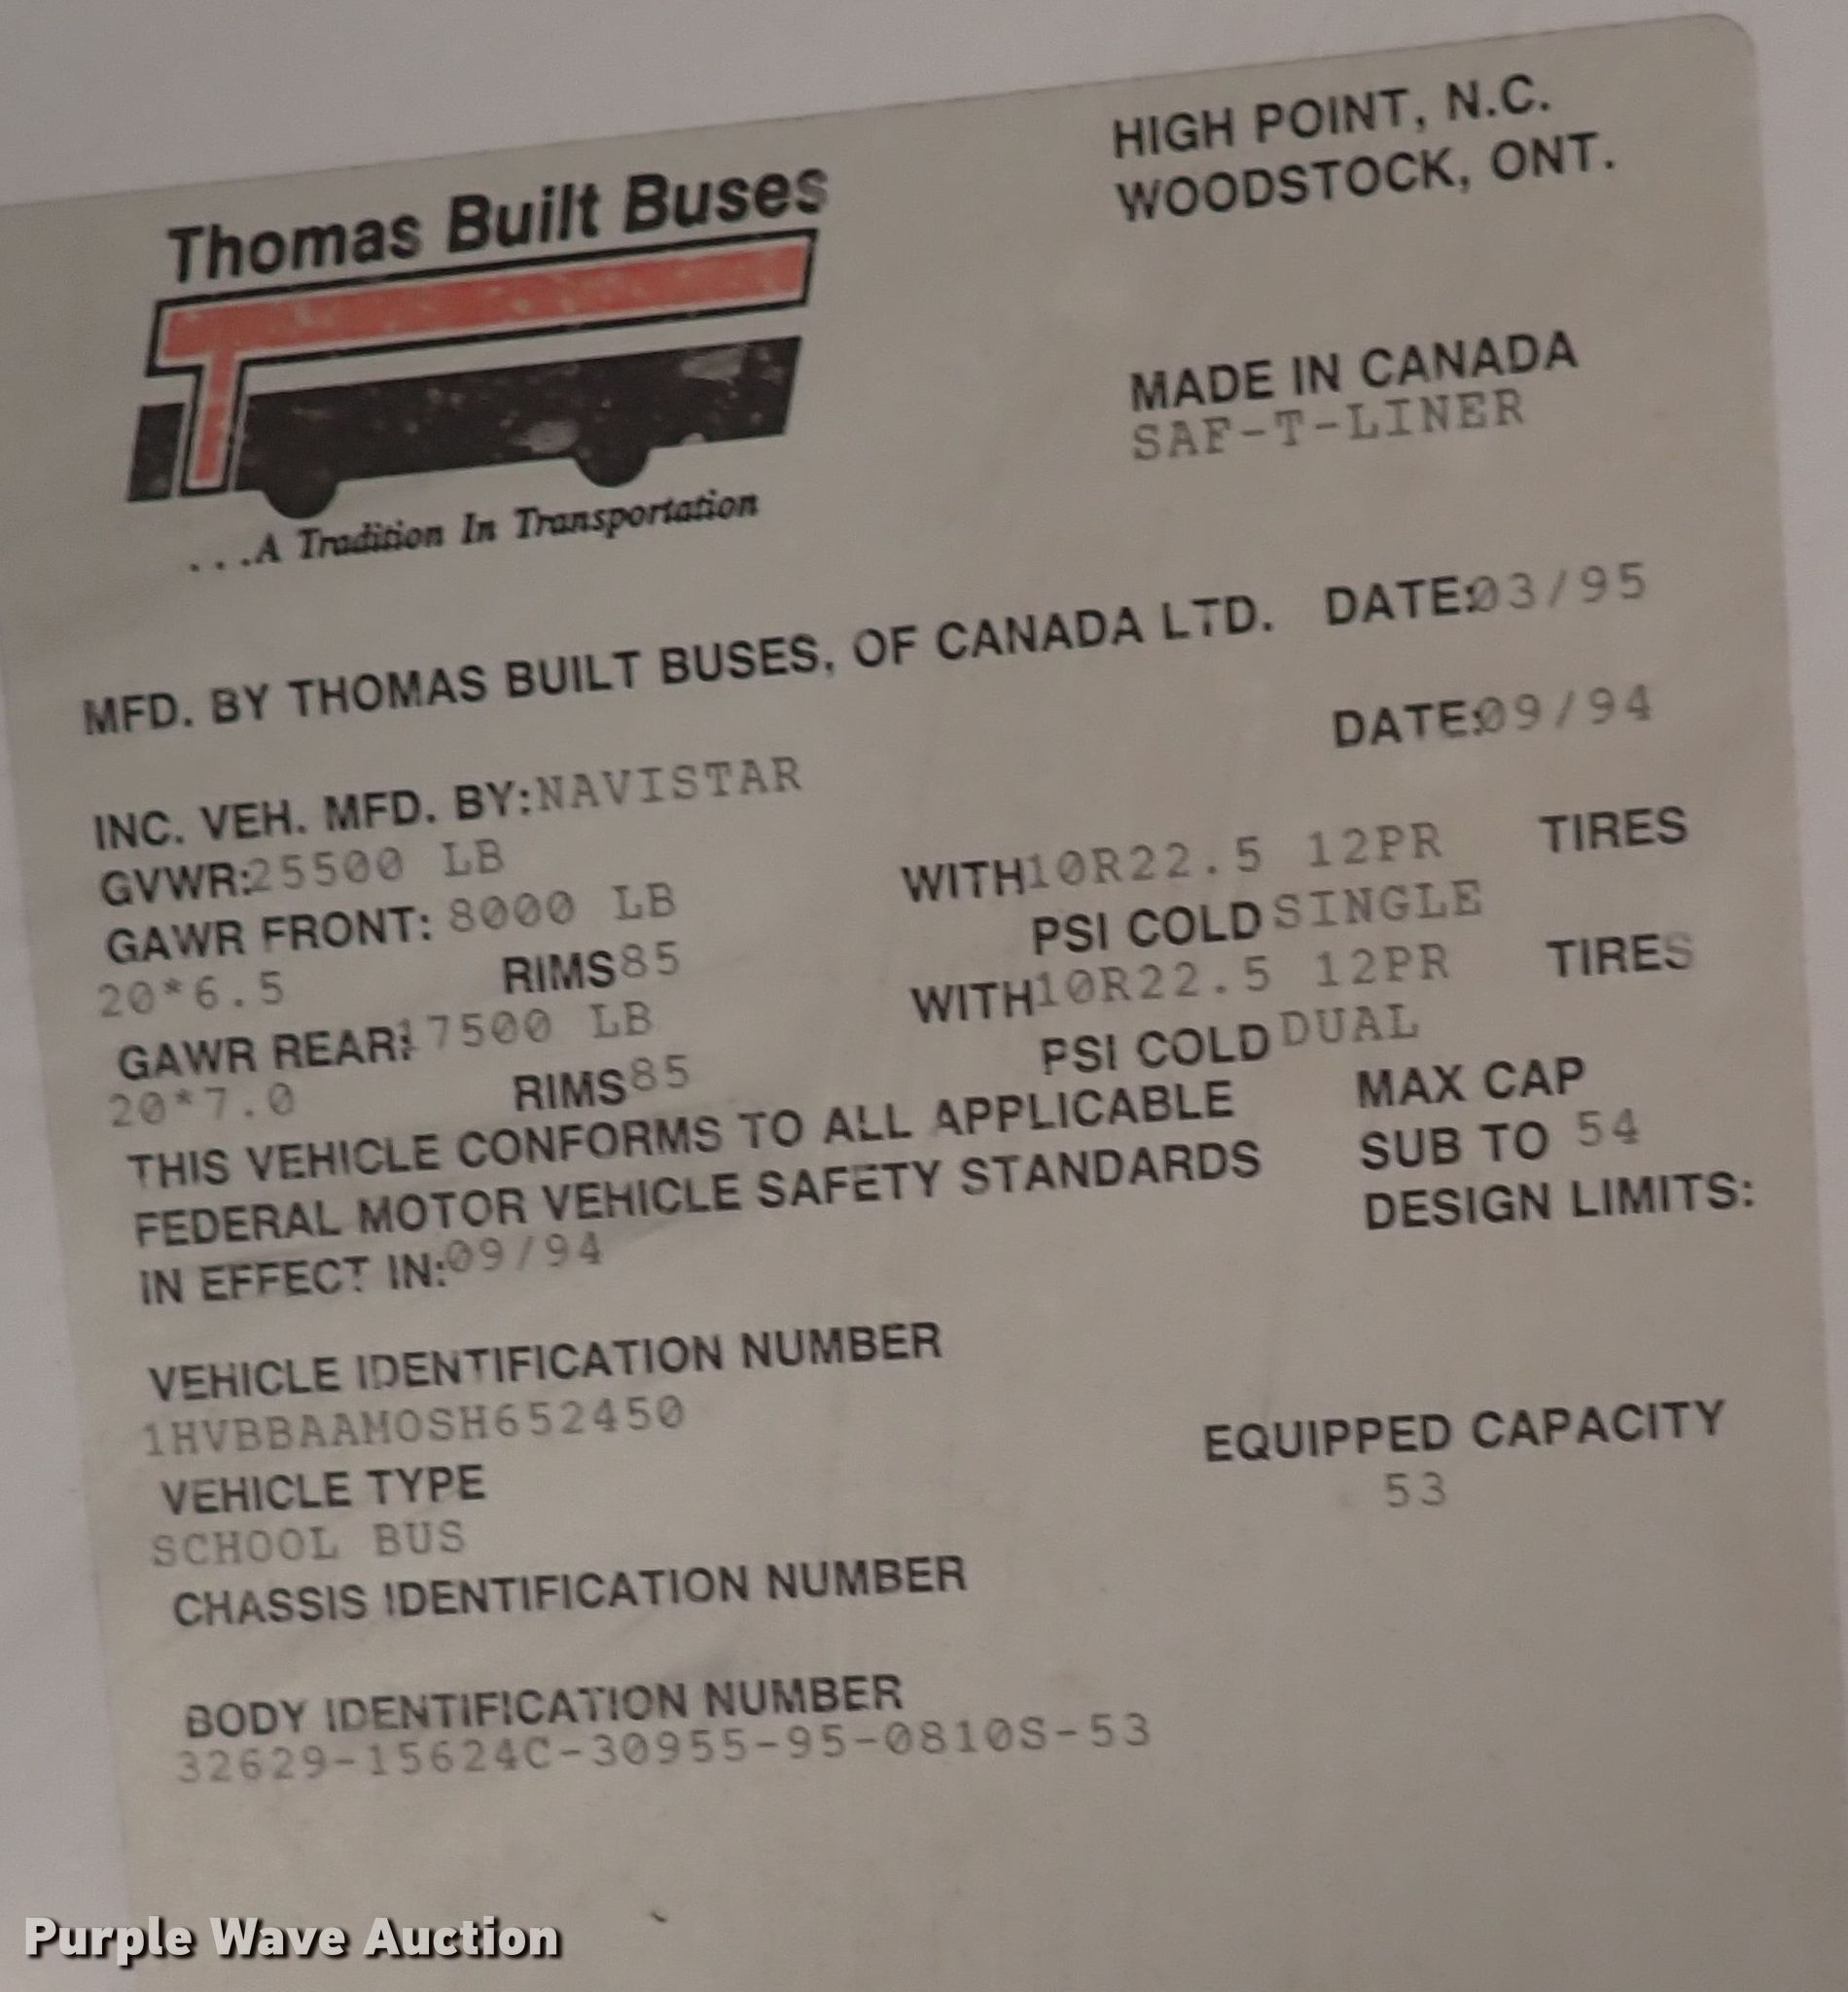 Thomas Built Buses
...A Tradition In Transportation
HIGH POINT, N.C.
WOODSTOCK, ONT.
MADE IN CANADA
SAF-T-LINER
MFD. BY THOMAS BUILT BUSES, OF CANADA LTD. DATE:03/95
INC. VEH. MFD. BY:NAVISTAR DATE:09/94
GVWR:25500 LB
GAWR FRONT: 8000 LB WITH10R22.5 12PR TIRES
20*6.5 RIMS85 PSI COLD SINGLE
GAWR REAR:17500 LB WITH10R22.5 12PR TIRES
20*7.0 RIMS85 PSI COLD DUAL
THIS VEHICLE CONFORMS TO ALL APPLICABLE
FEDERAL MOTOR VEHICLE SAFETY STANDARDS
IN EFFECT IN:09/94
MAX CAP
SUB TO 54
DESIGN LIMITS:
VEHICLE IDENTIFICATION NUMBER
1HVBBAAMOSH652450
VEHICLE TYPE
SCHOOL BUS
EQUIPPED CAPACITY
53
CHASSIS IDENTIFICATION NUMBER
BODY IDENTIFICATION NUMBER
32629-15624C-30955-95-0810S-53
Purple Wave Auction